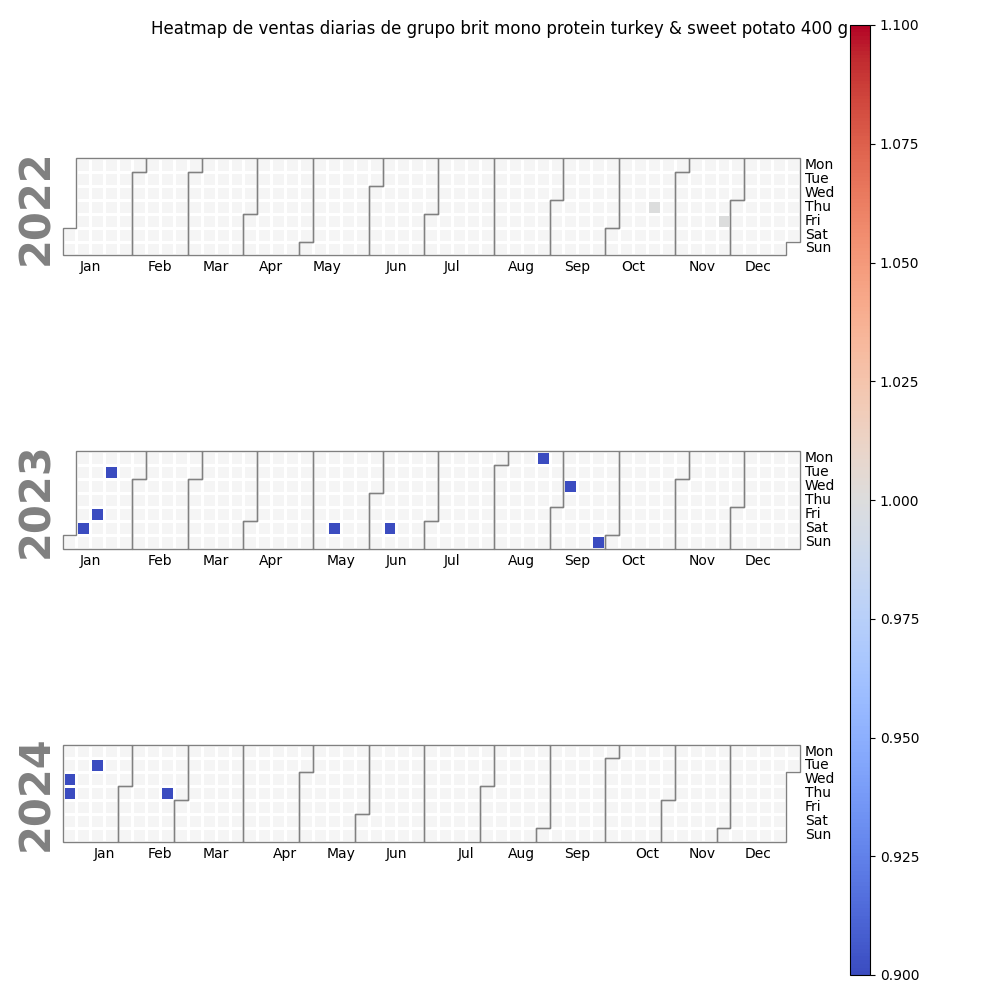 Heatmap de ventas diarias de grupo brit mono protein turkey & sweet potato 400 g
2022
Mon
Tue
Wed
Thu
Fri
Sat
Sun
Jan Feb Mar Apr May Jun Jul Aug Sep Oct Nov Dec
2023
Mon
Tue
Wed
Thu
Fri
Sat
Sun
Jan Feb Mar Apr May Jun Jul Aug Sep Oct Nov Dec
2024
Mon
Tue
Wed
Thu
Fri
Sat
Sun
Jan Feb Mar Apr May Jun Jul Aug Sep Oct Nov Dec
1.100
1.075
1.050
1.025
1.000
0.975
0.950
0.925
0.900